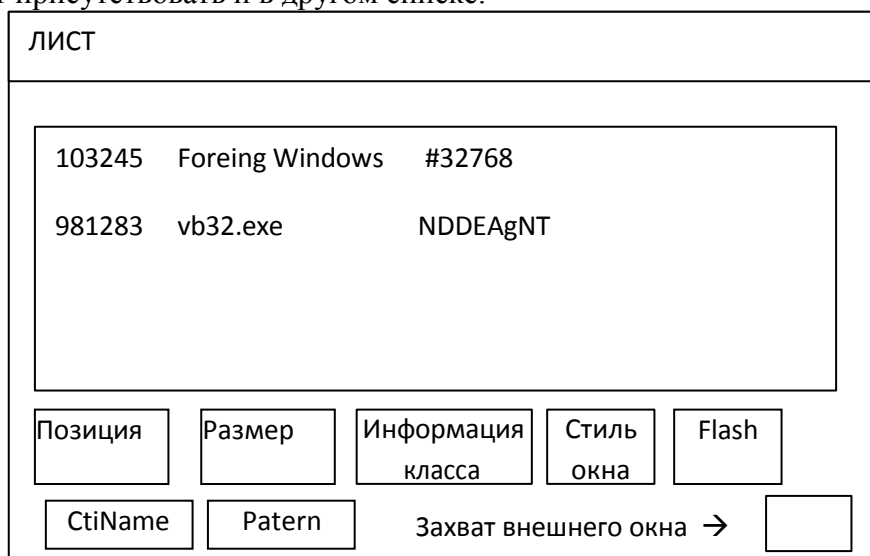 присутствовать и в другом списке.
ЛИСТ
103245 Foreing Windows #32768
981283 vb32.exe NDDEAgNT
Позиция Размер Информация класса Стиль окна Flash
CtiName Patern Захват внешнего окна →